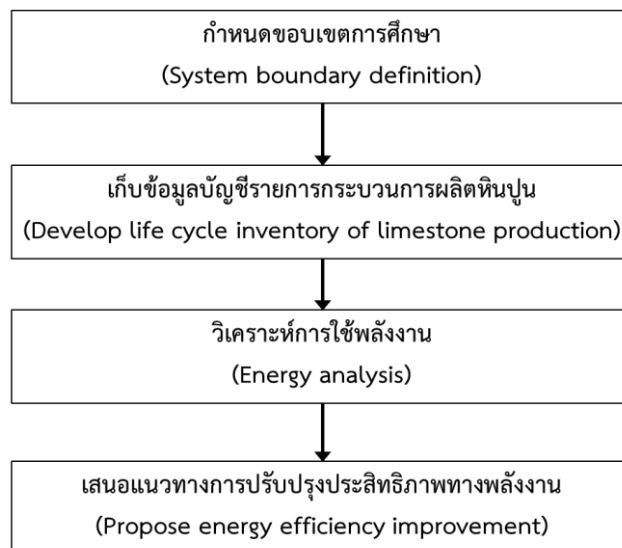 กำหนดขอบเขตการศึกษา
(System boundary definition)
เก็บข้อมูลบัญชีรายการกระบวนการผลิตหินปูน
(Develop life cycle inventory of limestone production)
วิเคราะห์การใช้พลังงาน
(Energy analysis)
เสนอแนวทางการปรับปรุงประสิทธิภาพทางพลังงาน
(Propose energy efficiency improvement)